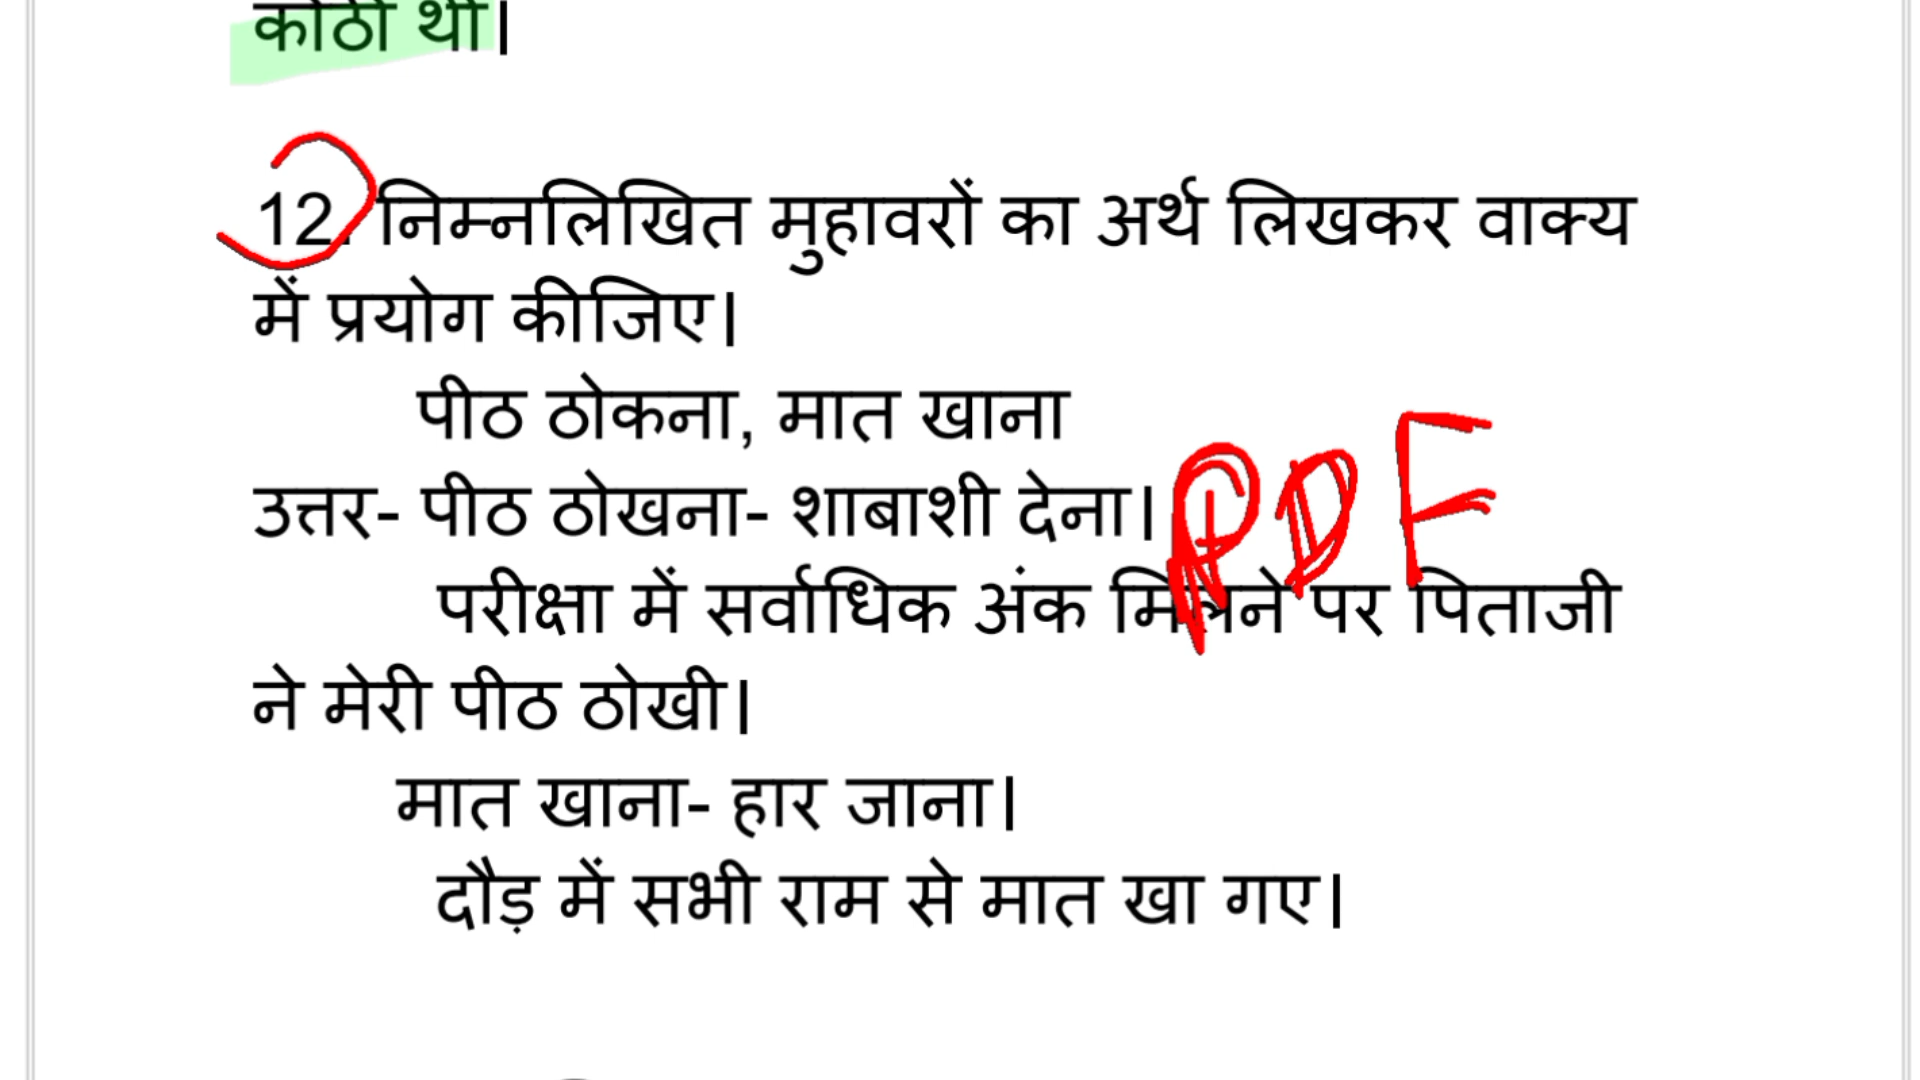 कोठी थी।
12. निम्नलिखित मुहावरों का अर्थ लिखकर वाक्य
में प्रयोग कीजिए।
पीठ ठोकना, मात खाना
उत्तर- पीठ ठोखना- शाबाशी देना।
PDF
परीक्षा में सर्वाधिक अंक मिलने पर पिताजी
ने मेरी पीठ ठोखी।
मात खाना- हार जाना।
दौड़ में सभी राम से मात खा गए।